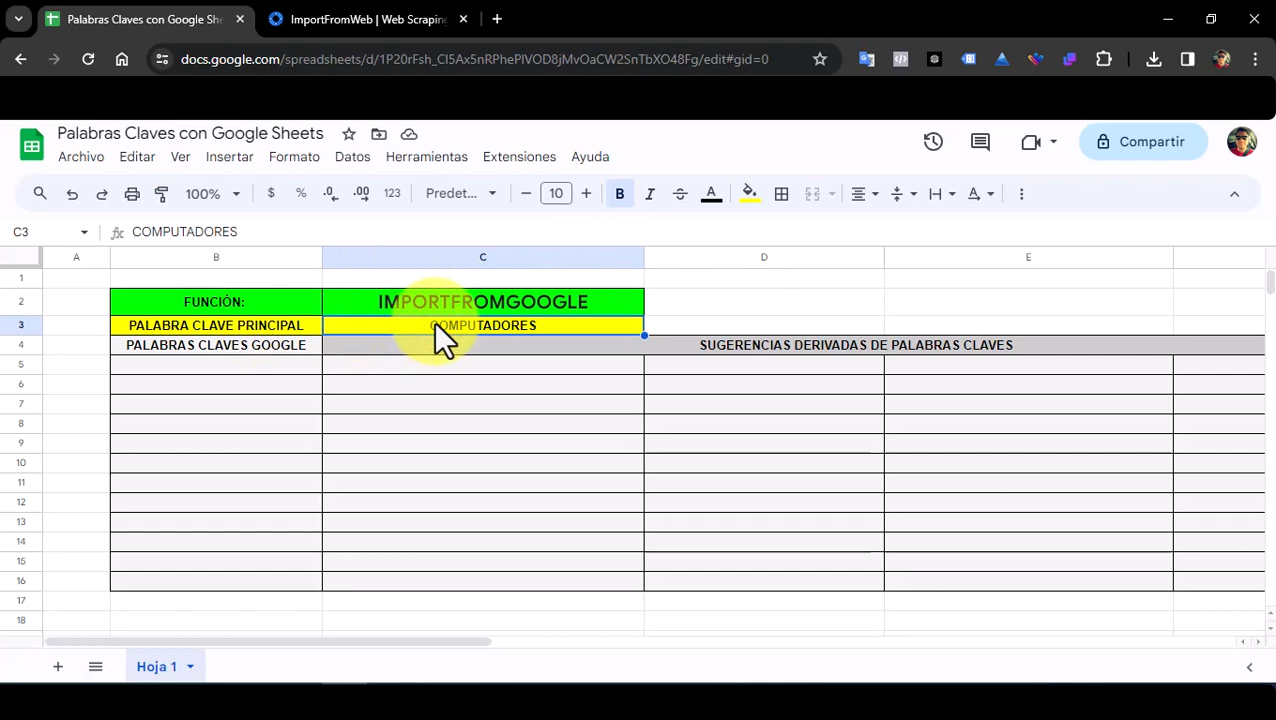 Palabras Claves con Google She
ImportFromWeb | Web Scraping
docs.google.com/spreadsheets/d/1P20rFsh_CI5Ax5nRPhePIVOD8jMvOaCW2SnTbXO48Fg/edit#gid=0
Palabras Claves con Google Sheets
Compartir
Archivo Editar Ver Insertar Formato Datos Herramientas Extensiones Ayuda
100% $ % .0 .00 123 Predet... − 10 + B I S A
C3 fx COMPUTADORES
A B C D E
1
2 FUNCIÓN: IMPORTFROMGOOGLE
3 PALABRA CLAVE PRINCIPAL COMPUTADORES
4 PALABRAS CLAVES GOOGLE SUGERENCIAS DERIVADAS DE PALABRAS CLAVES
5
6
7
8
9
10
11
12
13
14
15
16
17
18
Hoja 1